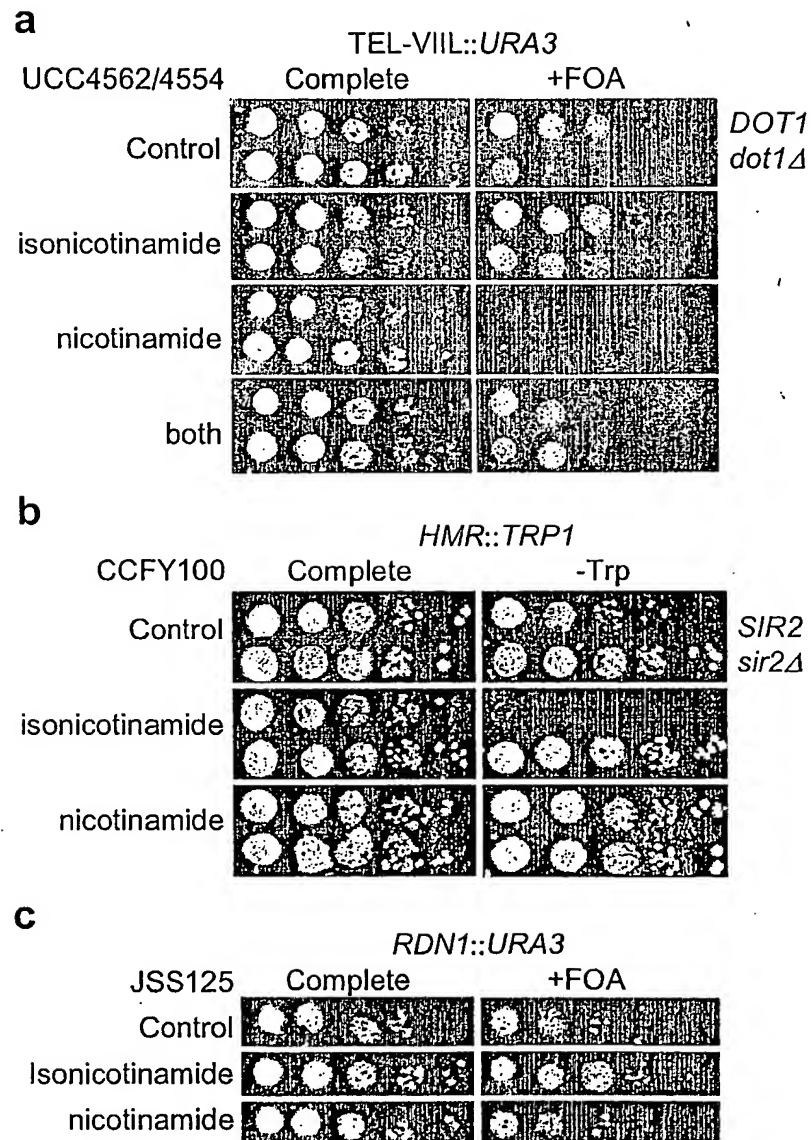 a
TEL-VIIL::URA3
UCC4562/4554 Complete +FOA
Control DOT1
dot1Δ
isonicotinamide
nicotinamide
both
b
HMR::TRP1
CCFY100 Complete -Trp
Control SIR2
sir2Δ
isonicotinamide
nicotinamide
c
RDN1::URA3
JSS125 Complete +FOA
Control
Isonicotinamide
nicotinamide